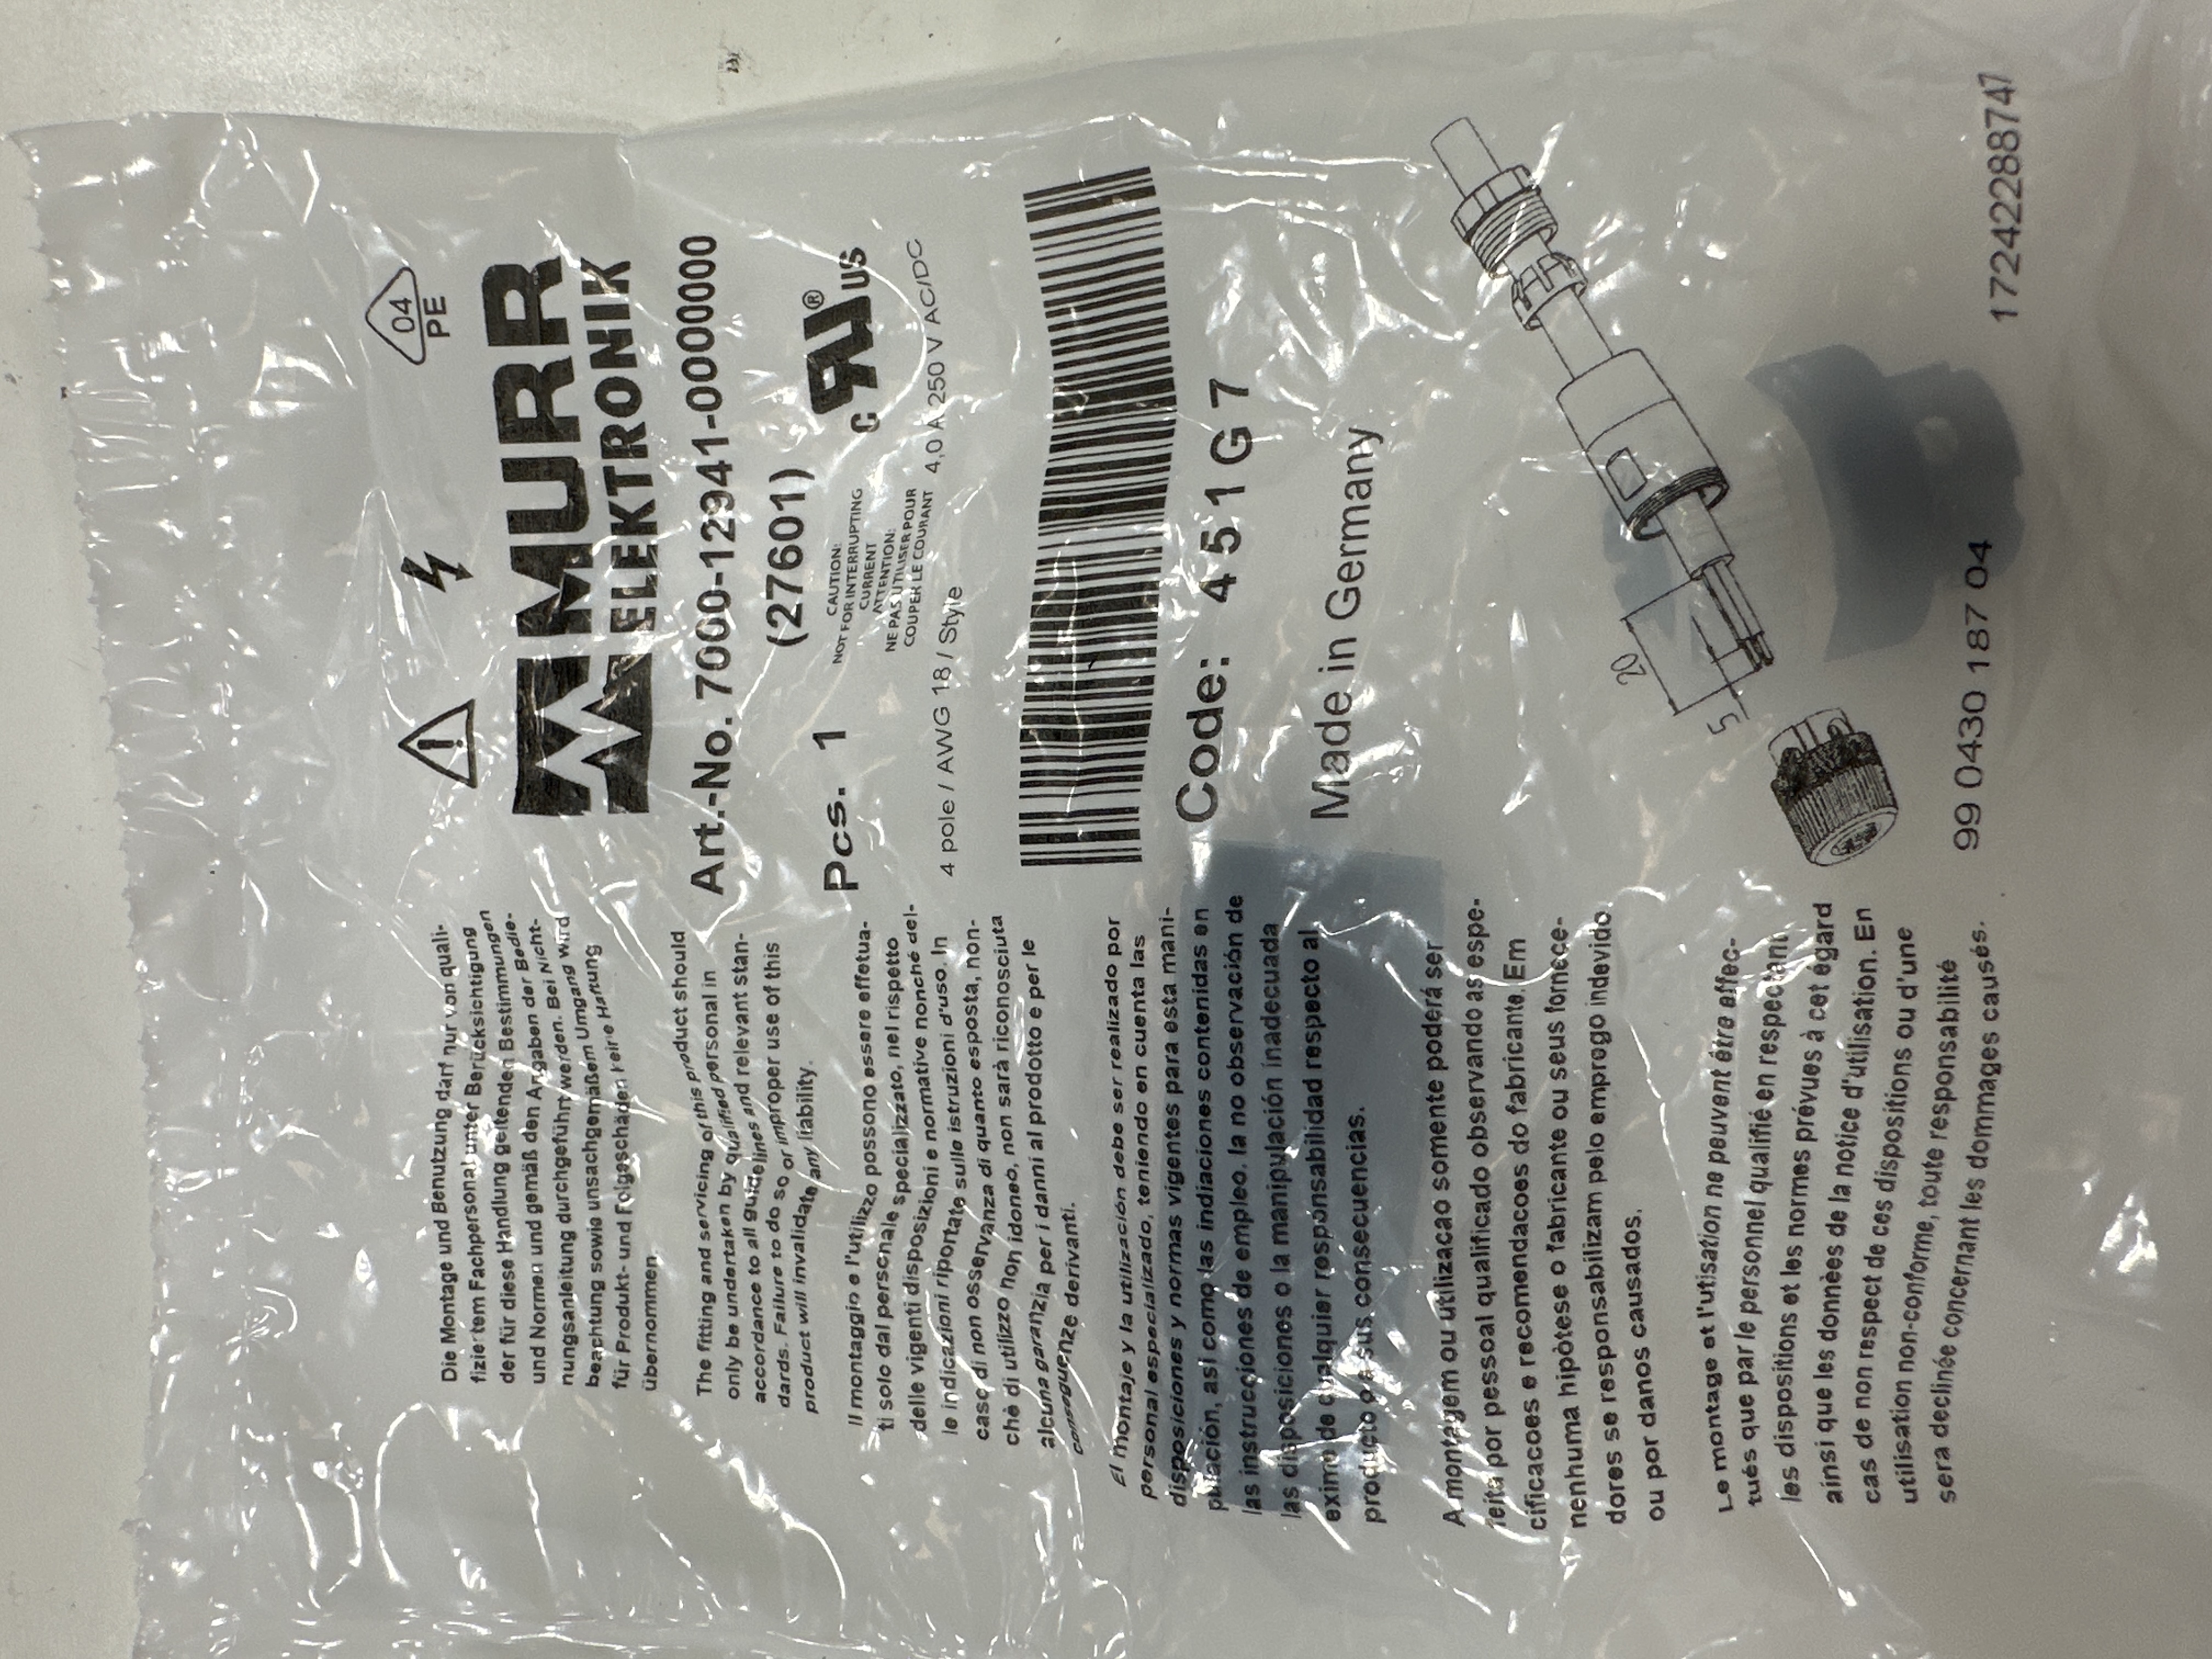 04
PE
MURR
ELEKTRONIK
Art.-No. 7000-12941-0000000
(27601)
Pcs. 1
CAUTION:
NOT FOR INTERRUPTING
CURRENT
ATTENTION:
NE PAS UTILISER POUR
COUPER LE COURANT
c RU® US
4 pole / AWG 18 / Style 4,0 A 250 V AC/DC
Code: 451G7
Made in Germany
20
5
99 0430 187 04
17242288747
Die Montage und Benutzung darf nur von quali-
fiziertem Fachpersonal unter Berücksichtigung
der für diese Handlung geltenden Bestimmungen
und Normen und gemäß den Angaben der Bedie-
nungsanleitung durchgeführt werden. Bei Nicht-
beachtung sowie unsachgemäßem Umgang wird
für Produkt- und Folgeschäden keine Haftung
übernommen.
The fitting and servicing of this product should
only be undertaken by qualified personal in
accordance to all guidelines and relevant stan-
dards. Failure to do so or improper use of this
product will invalidate any liability.
Il montaggio e l'utilizzo possono essere effetua-
ti solo dal personale specializzato, nel rispetto
delle vigenti disposizioni e normative nonché del-
le indicazioni riportate sulle istruzioni d'uso. In
caso di non osservanza di quanto esposta, non-
chè di utilizzo non idoneo, non sarà riconosciuta
alcuna garanzia per i danni al prodotto e per le
conseguenze derivanti.
El montaje y la utilización debe ser realizado por
personal especializado, teniendo en cuenta las
disposiciones y normas vigentes para esta mani-
pulación, así como las indiaciones contenidas en
las instrucciones de empleo. la no observación de
las disposiciones o la manipulación inadecuada
exime de cualquier responsabilidad respecto al
producto o a sus consecuencias.
A montagem ou utilizacao somente poderá ser
feita por pessoal qualificado observando as espe-
cificacoes e recomendacoes do fabricante. Em
nenhuma hipòtese o fabricante ou seus fornece-
dores se responsabilizam pelo emprego indevido
ou por danos causados.
Le montage et l'utisation ne peuvent être effec-
tués que par le personnel qualifié en respectant
les dispositions et les normes prévues à cet égard
ainsi que les donnèes de la notice d'utilisation. En
cas de non respect de ces dispositions ou d'une
utilisation non-conforme, toute responsabilité
sera declinée concernant les dommages causés.